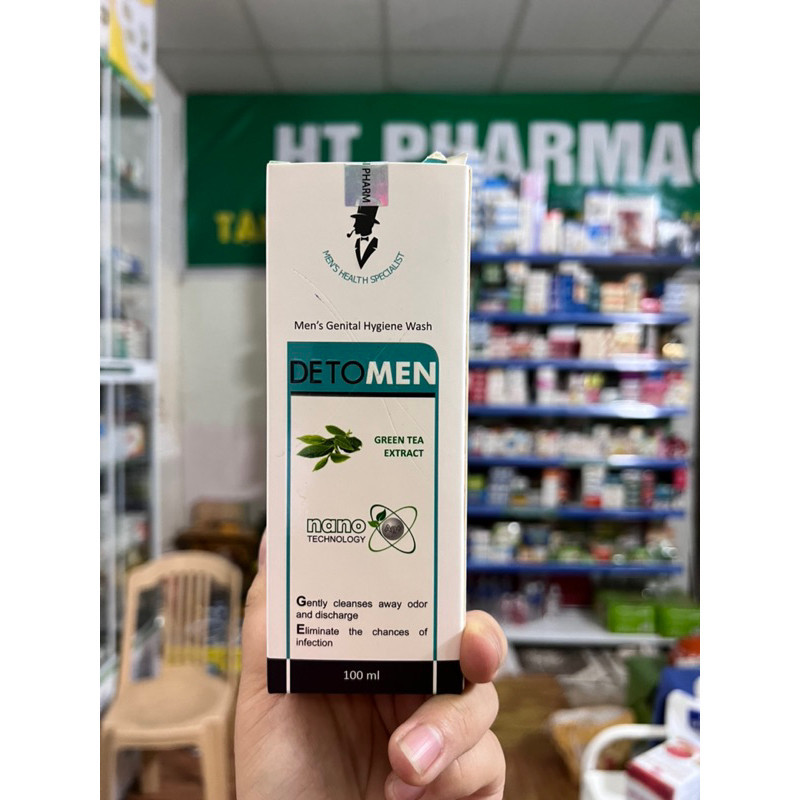 HT PHARMAC
TA
PHARM
MEN'S HEALTH SPECIALIST
Men's Genital Hygiene Wash
DETOMEN
GREEN TEA
EXTRACT
nano
TECHNOLOGY
Gently cleanses away odor
and discharge
Eliminate the chances of
infection
100 ml